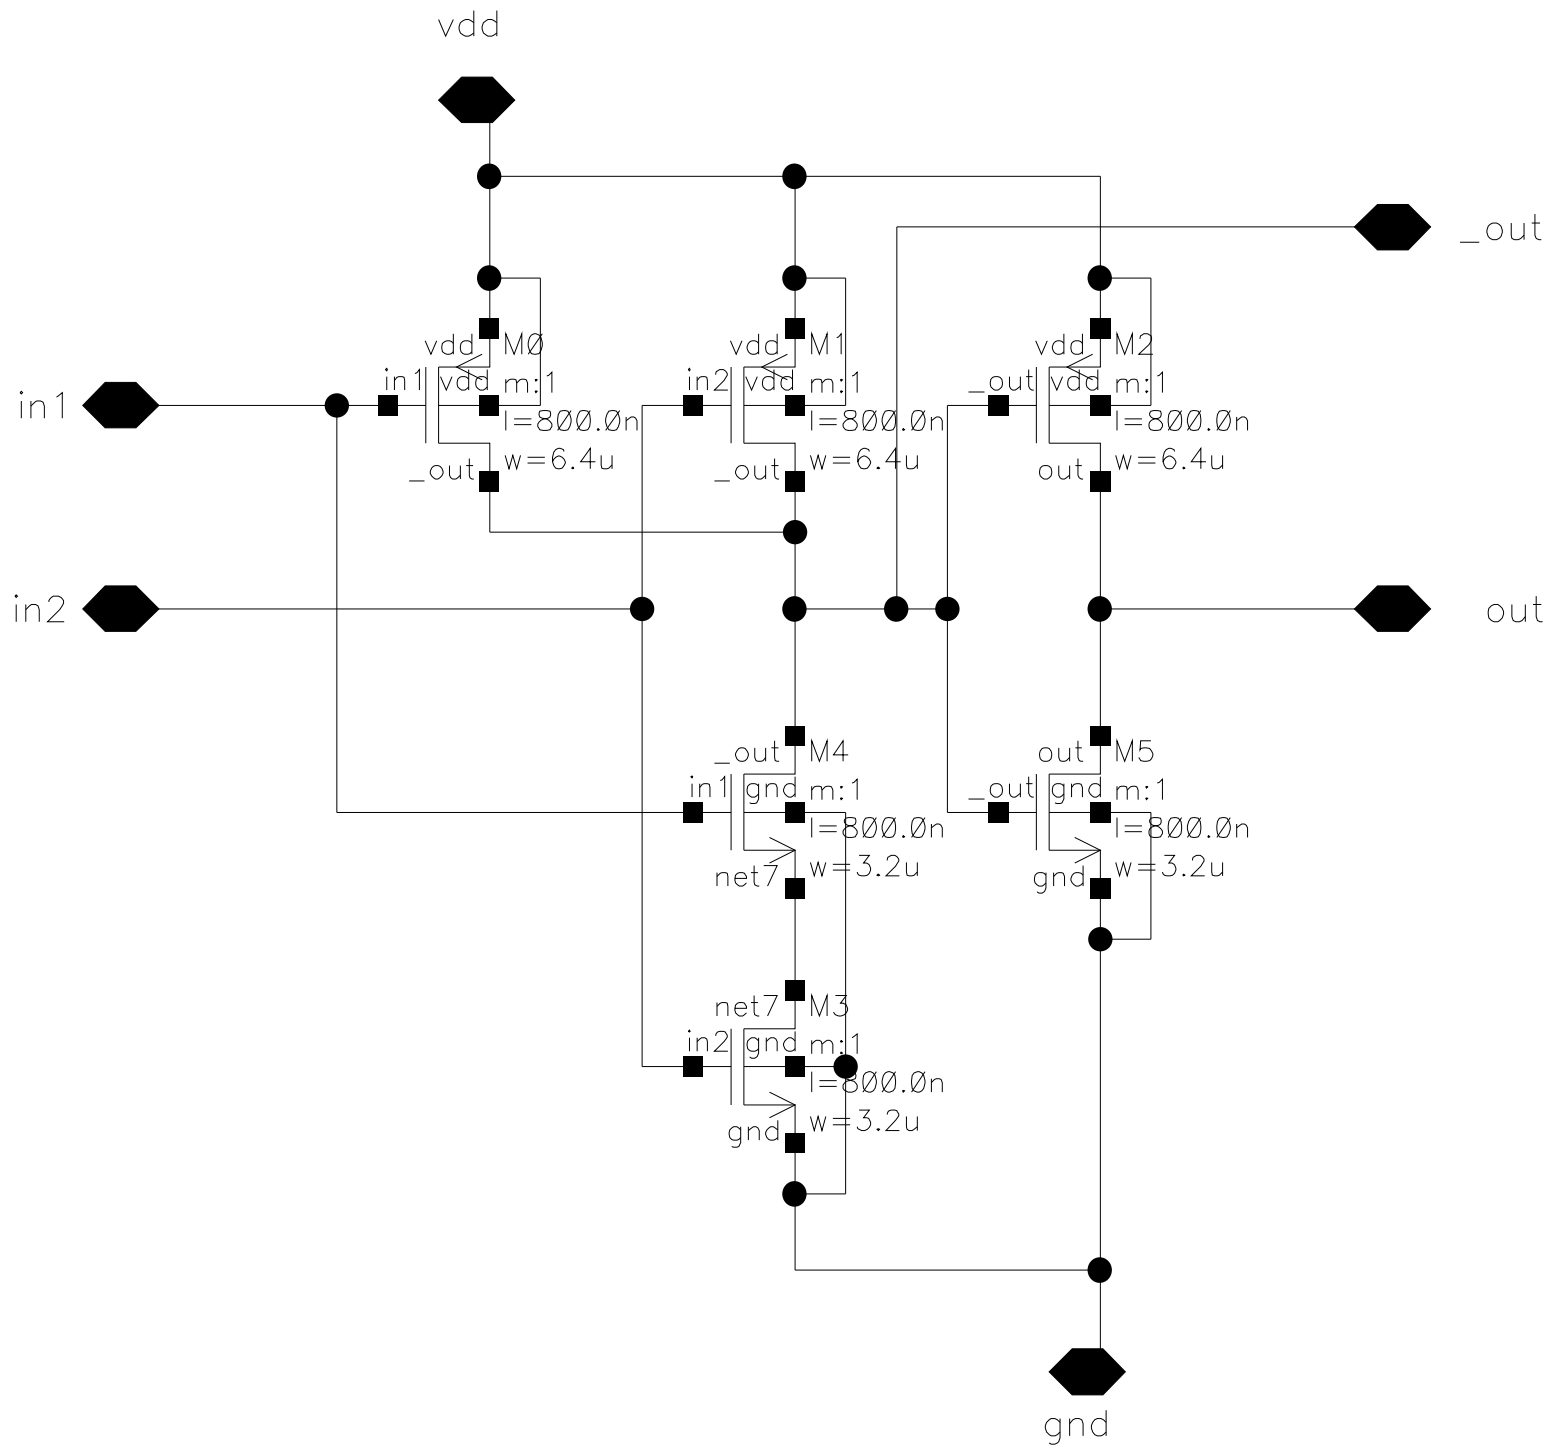 vdd
_out
vdd M0
in1 vdd m:1
l=800.0n
w=6.4u
_out
vdd M1
in2 vdd m:1
l=800.0n
w=6.4u
_out
vdd M2
_out vdd m:1
l=800.0n
w=6.4u
out
in1
in2
out
_out M4
in1 gnd m:1
l=800.0n
w=3.2u
net7
out M5
_out gnd m:1
l=800.0n
w=3.2u
gnd
net7 M3
in2 gnd m:1
l=800.0n
w=3.2u
gnd
gnd